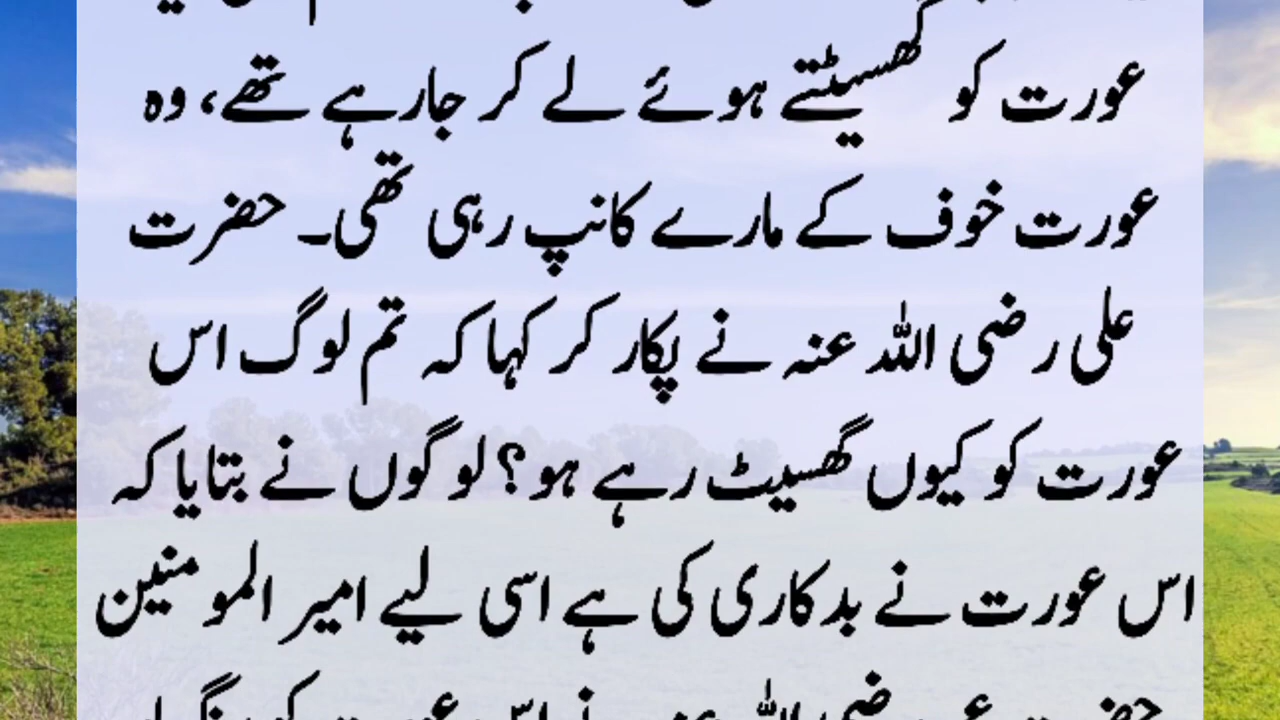 عورت کو گھسیٹتے ہوئے لے کر جارہے تھے، وہ
عورت خوف کے مارے کانپ رہی تھی۔ حضرت
علی رضی اللہ عنہ نے پکار کر کہا کہ تم لوگ اس
عورت کو کیوں گھسیٹ رہے ہو؟ لوگوں نے بتایا کہ
اس عورت نے بدکاری کی ہے اسی لیے امیر المومنین